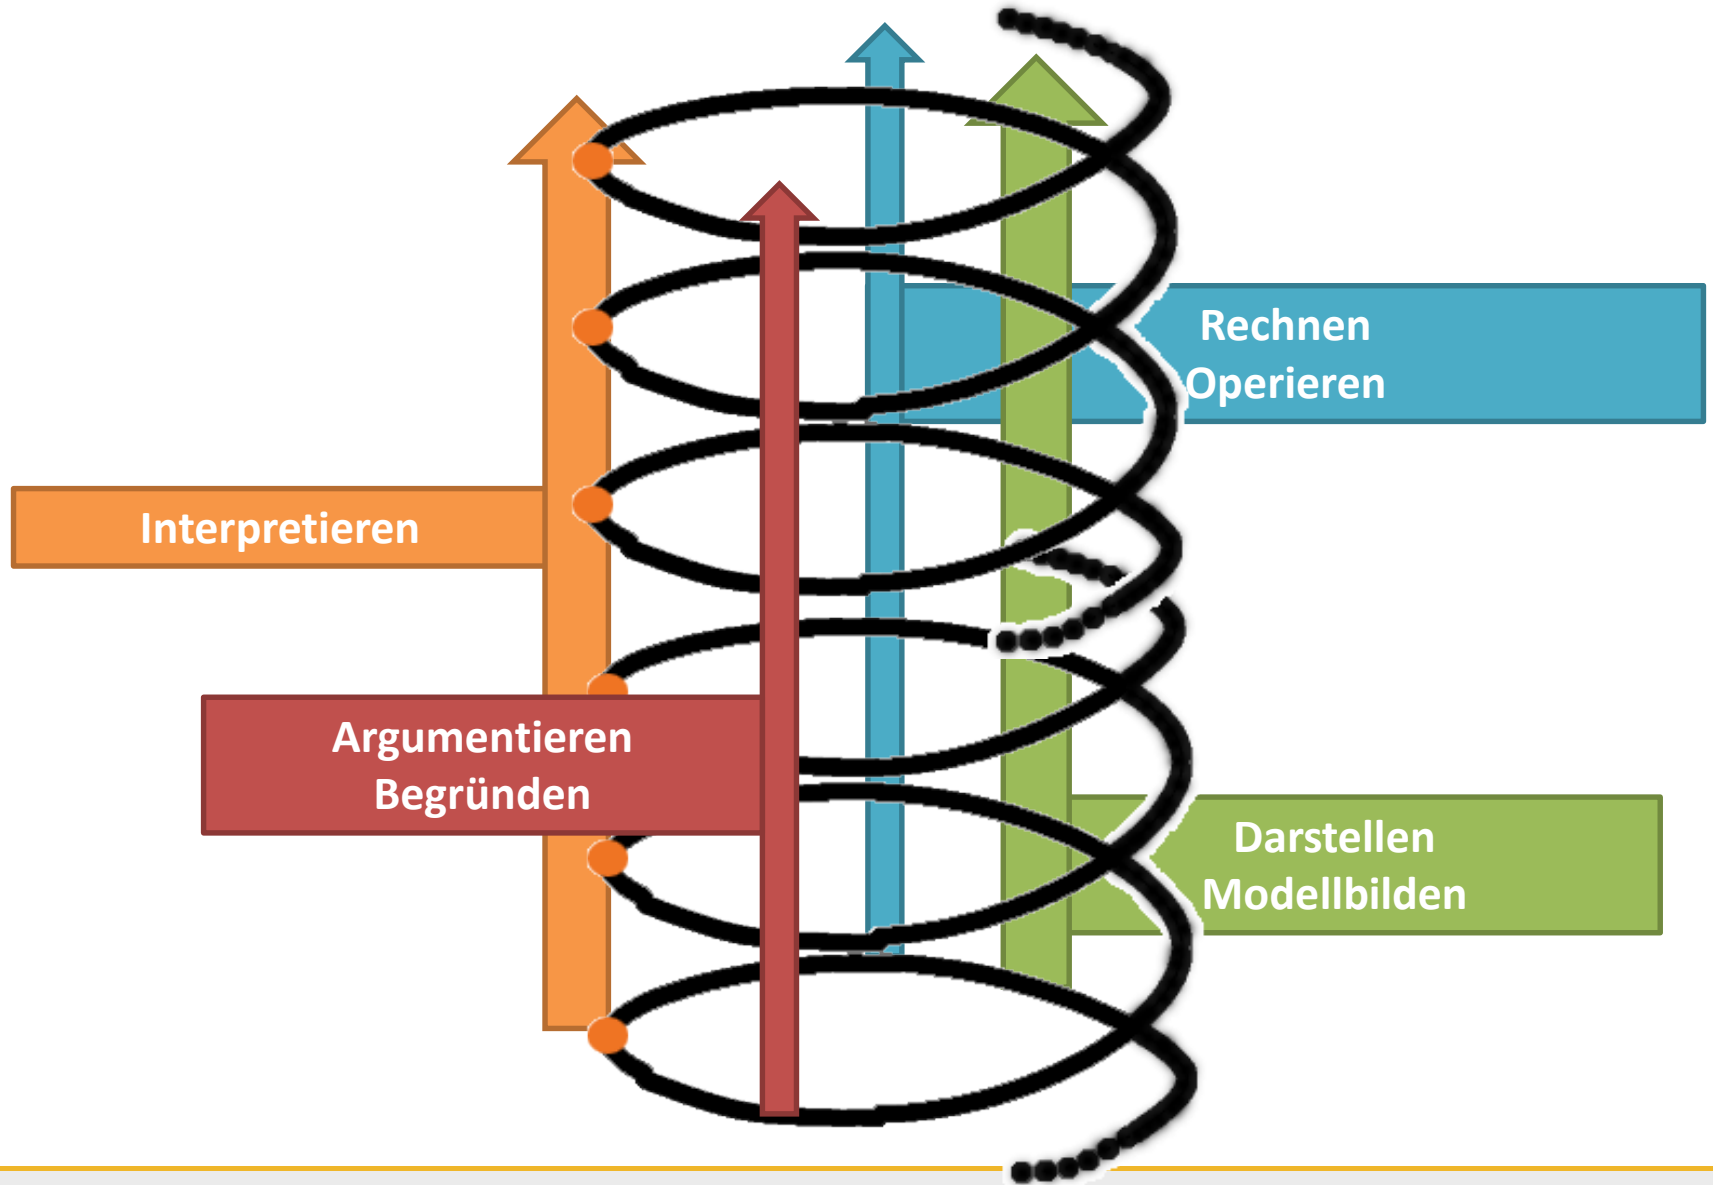 Rechnen
Operieren
Interpretieren
Argumentieren
Begründen
Darstellen
Modellbilden